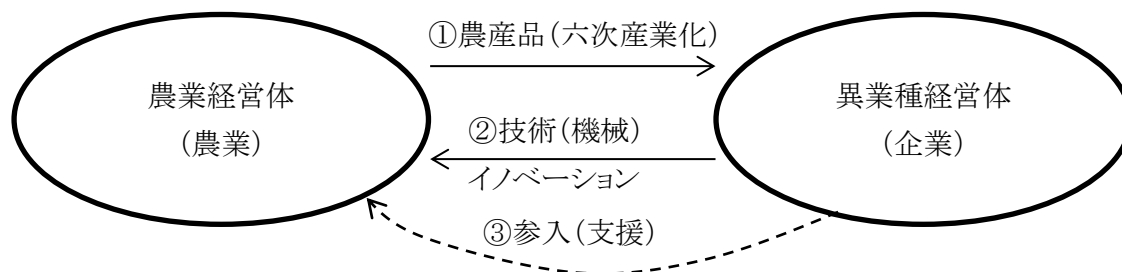 ①農産品(六次産業化)
農業経営体
(農業)
異業種経営体
(企業)
②技術(機械)
イノベーション
③参入(支援)